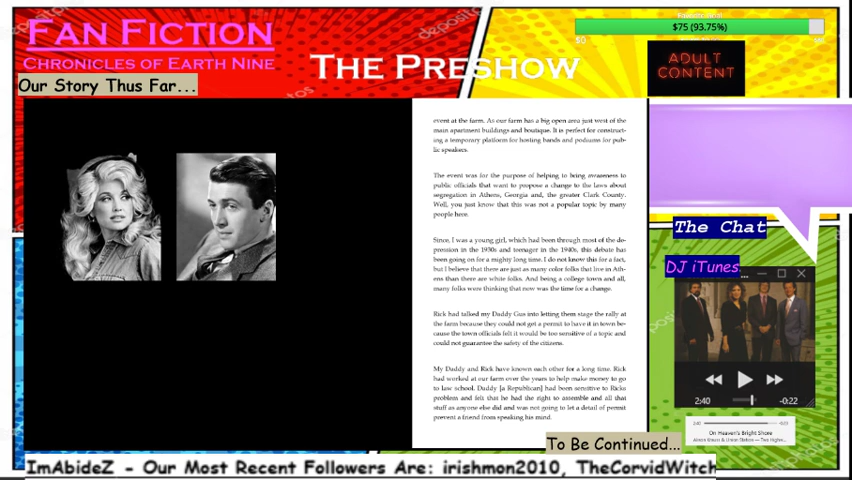 FAN FICTION
CHRONICLES OF EARTH NINE
THE PRESHOW
$75 (93.75%)
$0
ADULT
CONTENT
Our Story Thus Far...
event at the farm. As our farm has a big open area just west of the
main apartment buildings and boutique. It is perfect for construct-
ing a temporary platform for hosting bands and podiums for pub-
lic speakers.
The event was for the purpose of helping to bring awareness to
public officials that want to propose a change to the laws about
segregation in Athens, Georgia and, the greater Clark County.
Well, you just know that this was not a popular topic by many
people here.
Since, I was a young girl, which had been through most of the de-
pression in the 1930s and teenager in the 1940s, this debate has
been going on for a mighty long time. I do not know this for a fact,
but I believe that there are just as many color folks that live in Ath-
ens than there are white folks. And being a college town and all,
many folks were thinking that now was the time for a change.
Rick had talked my Daddy Gus into letting them stage the rally at
the farm because they could not get a permit to have it in town be-
cause the town officials felt it would be too sensitive of a topic and
could not guarantee the safety of the citizens.
My Daddy and Rick have known each other for a long time. Rick
had worked at our farm over the years to help make money to go
to law school. Daddy [a Republican] had been sensitive to Ricks
problem and felt that he had the right to assemble and all that
stuff as anyone else did and was not going to let a detail of permit
prevent a friend from speaking his mind.
The Chat
DJ iTunes
2:40
-0:22
On Heaven's Bright Shore
To Be Continued...
ImAbideZ - Our Most Recent Followers Are: irishmon2010, TheCorvidWitch